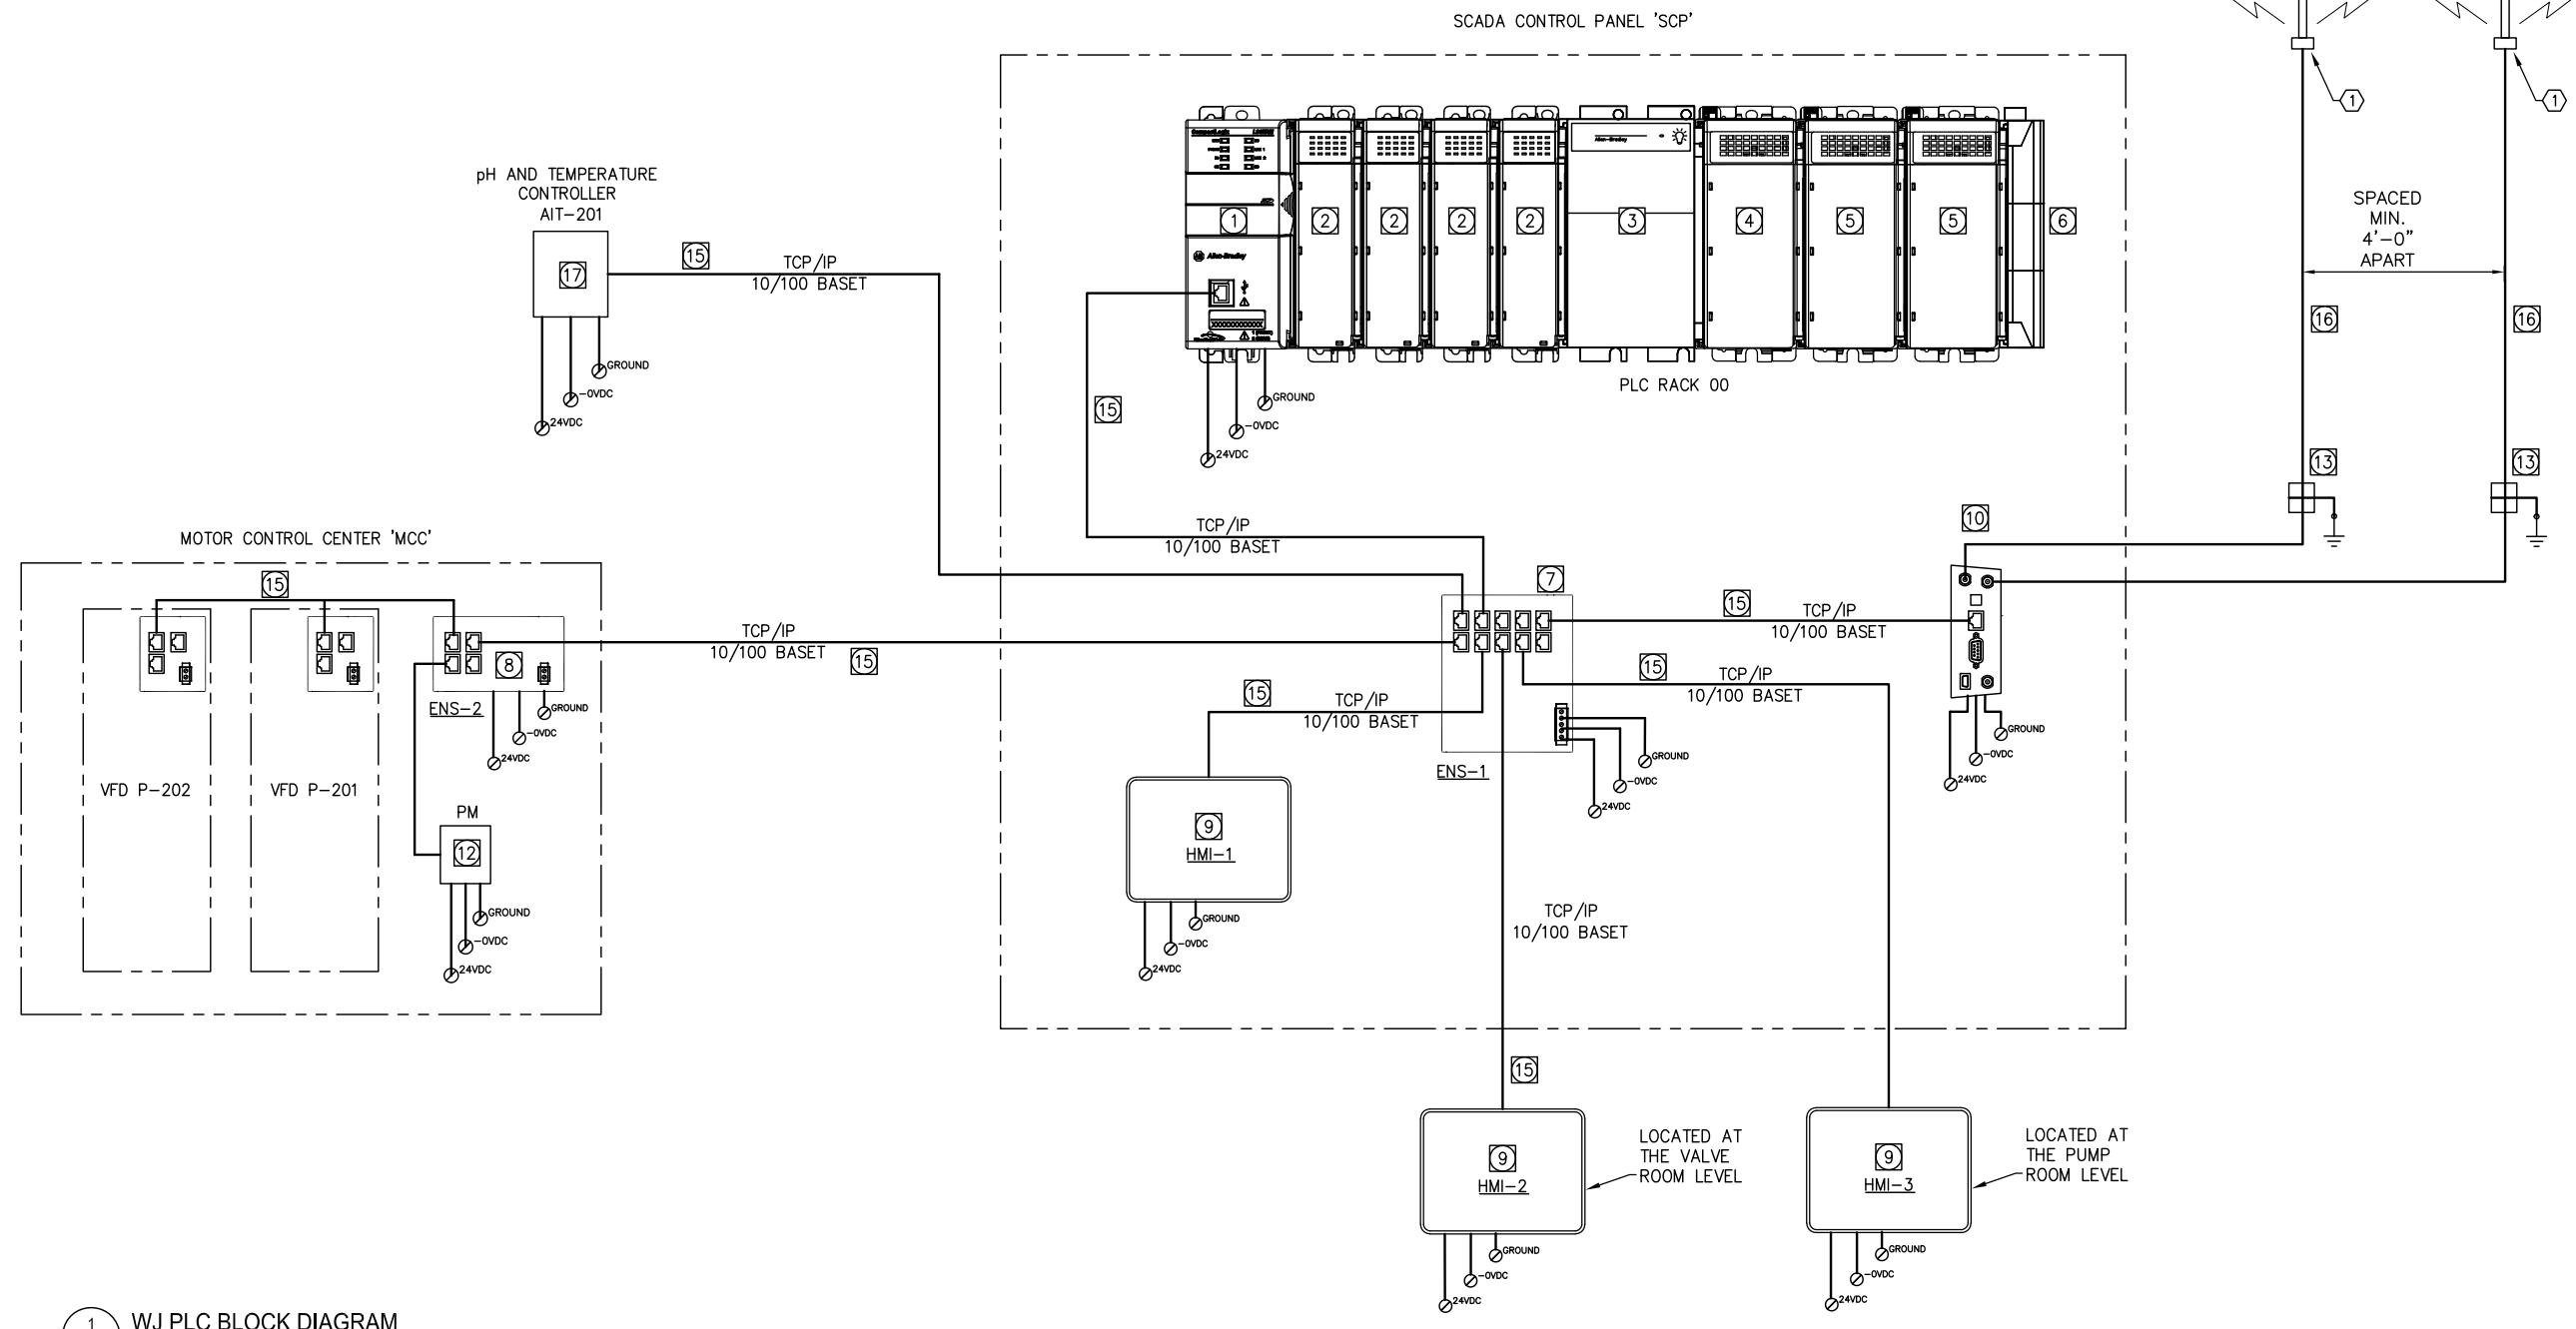 SCADA CONTROL PANEL 'SCP'
1
1
pH AND TEMPERATURE
CONTROLLER
AIT-201
17
15
TCP/IP
10/100 BASET
GROUND
-0VDC
24VDC
Allen-Bradley
Allen-Bradley
1
2
2
2
2
3
4
5
5
6
PLC RACK 00
GROUND
-0VDC
24VDC
15
TCP/IP
10/100 BASET
SPACED
MIN.
4'-0"
APART
16
16
13
13
10
MOTOR CONTROL CENTER 'MCC'
15
8
ENS-2
GROUND
-0VDC
24VDC
VFD P-202
VFD P-201
PM
12
GROUND
-0VDC
24VDC
TCP/IP
10/100 BASET
15
7
15
TCP/IP
10/100 BASET
15
TCP/IP
10/100 BASET
15
TCP/IP
10/100 BASET
ENS-1
GROUND
-0VDC
24VDC
GROUND
-0VDC
24VDC
9
HMI-1
GROUND
-0VDC
24VDC
TCP/IP
10/100 BASET
15
9
HMI-2
GROUND
-0VDC
24VDC
LOCATED AT
THE VALVE
ROOM LEVEL
9
HMI-3
GROUND
-0VDC
24VDC
LOCATED AT
THE PUMP
ROOM LEVEL
1
WJ PLC BLOCK DIAGRAM